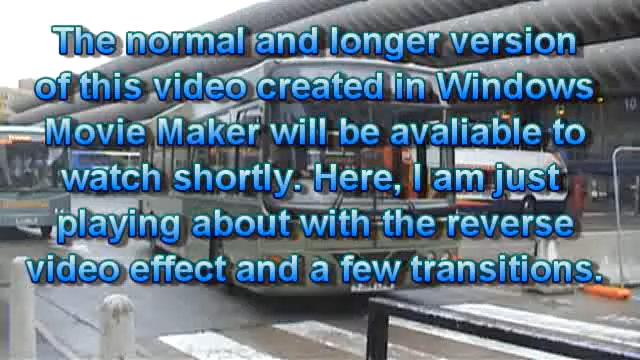 The normal and longer version
of this video created in Windows
Movie Maker will be avaliable to
watch shortly. Here, I am just
playing about with the reverse
video effect and a few transitions.